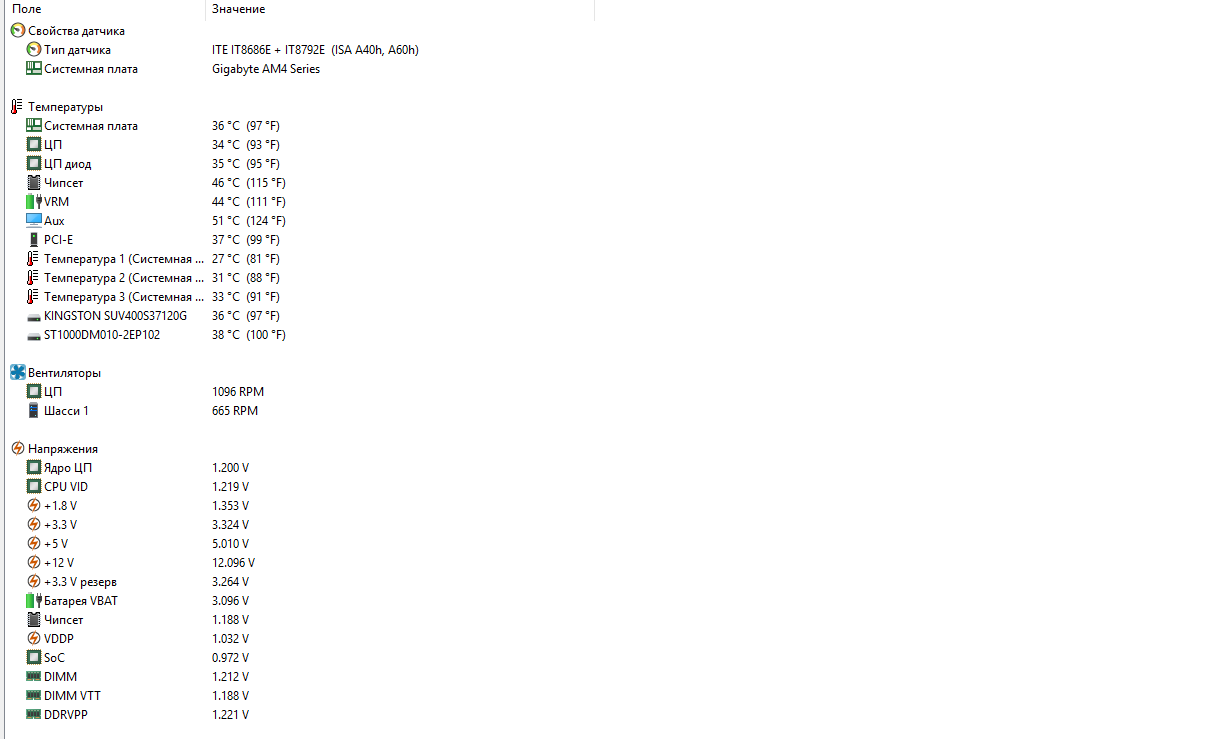 Поле Значение
Свойства датчика
Тип датчика ITE IT8686E + IT8792E (ISA A40h, A60h)
Системная плата Gigabyte AM4 Series
Температуры
Системная плата 36 °C (97 °F)
ЦП 34 °C (93 °F)
ЦП диод 35 °C (95 °F)
Чипсет 46 °C (115 °F)
VRM 44 °C (111 °F)
Aux 51 °C (124 °F)
PCI-E 37 °C (99 °F)
Температура 1 (Системная ... 27 °C (81 °F)
Температура 2 (Системная ... 31 °C (88 °F)
Температура 3 (Системная ... 33 °C (91 °F)
KINGSTON SUV400S37120G 36 °C (97 °F)
ST1000DM010-2EP102 38 °C (100 °F)
Вентиляторы
ЦП 1096 RPM
Шасси 1 665 RPM
Напряжения
Ядро ЦП 1.200 V
CPU VID 1.219 V
+1.8 V 1.353 V
+3.3 V 3.324 V
+5 V 5.010 V
+12 V 12.096 V
+3.3 V резерв 3.264 V
Батарея VBAT 3.096 V
Чипсет 1.188 V
VDDP 1.032 V
SoC 0.972 V
DIMM 1.212 V
DIMM VTT 1.188 V
DDRVPP 1.221 V